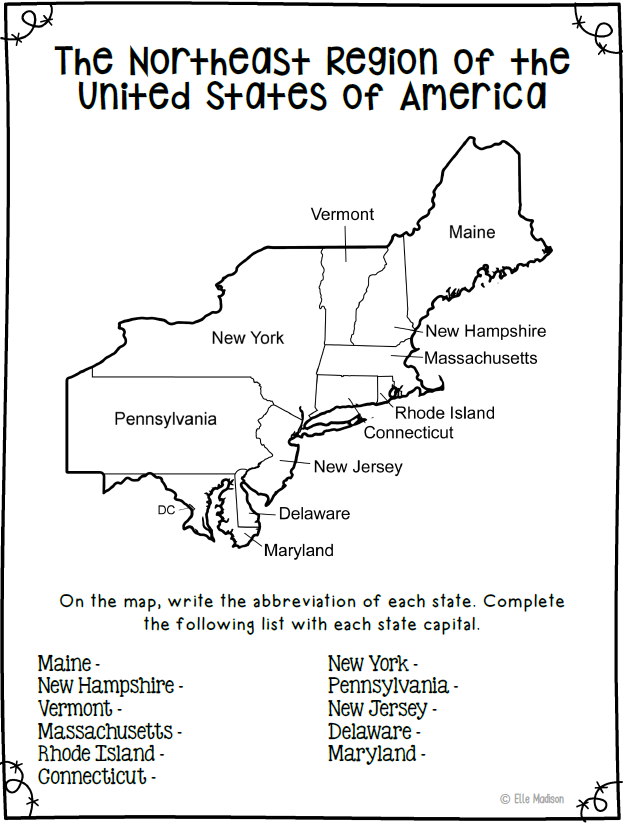 The Northeast Region of the
United States of America
Vermont
Maine
New York
New Hampshire
Massachusetts
Rhode Island
Connecticut
Pennsylvania
New Jersey
DC
Delaware
Maryland
On the map, write the abbreviation of each state. Complete
the following list with each state capital.
Maine -
New Hampshire -
Vermont -
Massachusetts -
Rhode Island -
Connecticut -
New York -
Pennsylvania -
New Jersey -
Delaware -
Maryland -
© Elle Madison